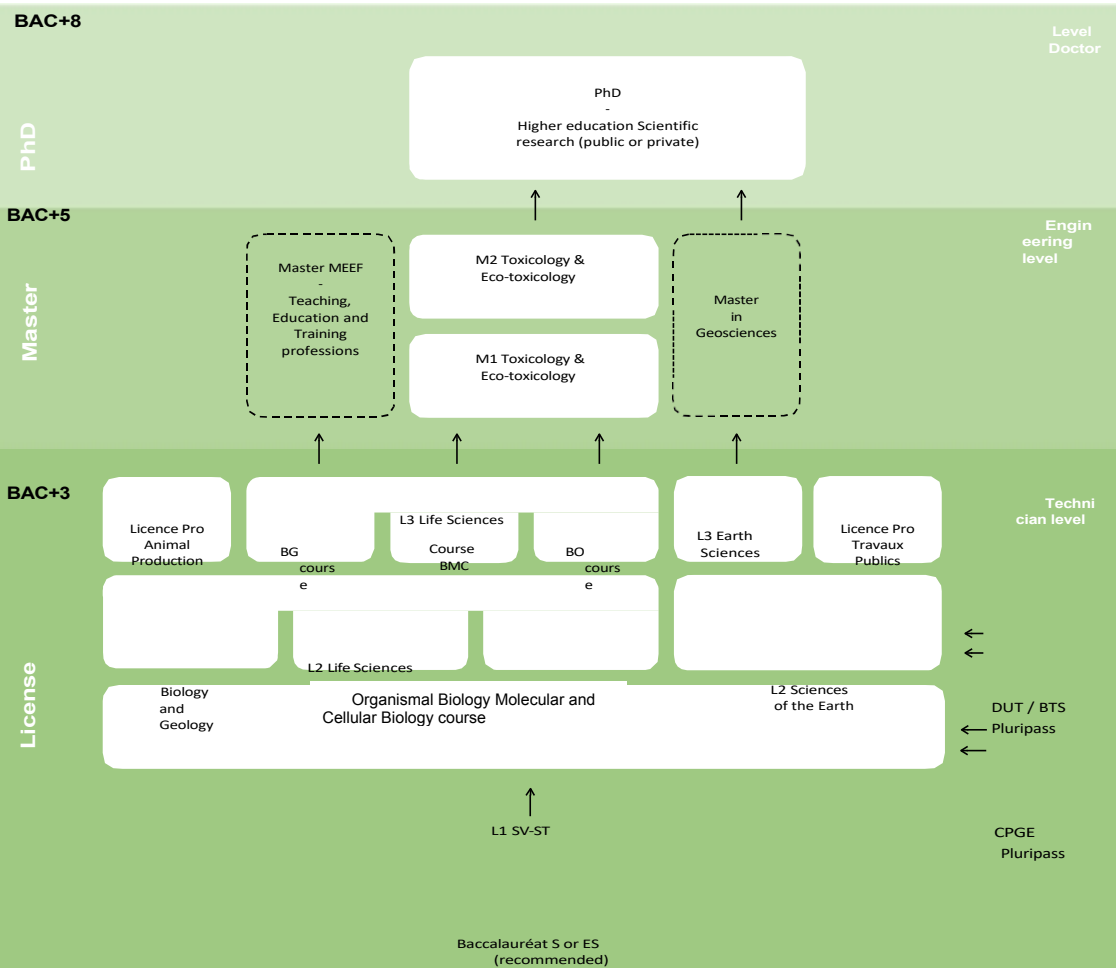 BAC+8
Level
Doctor
PhD
PhD
-
Higher education Scientific
research (public or private)
BAC+5
Engin
eering
level
Master
Master MEEF
-
Teaching,
Education and
Training
professions
M2 Toxicology &
Eco-toxicology
M1 Toxicology &
Eco-toxicology
Master
in
Geosciences
BAC+3
Techni
cian level
License
Licence Pro
Animal
Production
L3 Life Sciences
BG
cours
e
Course
BMC
BO
cours
e
L3 Earth
Sciences
Licence Pro
Travaux
Publics
L2 Life Sciences
Biology
and
Geology
Organismal Biology Molecular and
Cellular Biology course
L2 Sciences
of the Earth
DUT / BTS
Pluripass
L1 SV-ST
CPGE
Pluripass
Baccalauréat S or ES
(recommended)